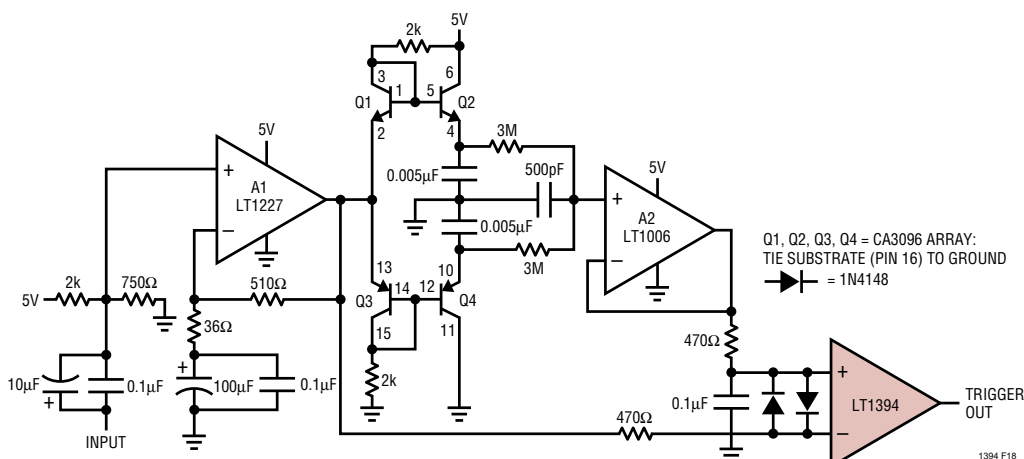 2k
5V
3
6
1
5
Q1
Q2
2
4
3M
5V
5V
+
A1
LT1227
−
0.005µF
500pF
0.005µF
+
A2
LT1006
−
Q1, Q2, Q3, Q4 = CA3096 ARRAY:
TIE SUBSTRATE (PIN 16) TO GROUND
= 1N4148
13
10
3M
14
12
Q3
Q4
15
11
2k
5V
2k
750Ω
510Ω
36Ω
10µF
+
0.1µF
+
100µF
0.1µF
INPUT
470Ω
0.1µF
470Ω
+
LT1394
−
TRIGGER
OUT
1394 F18